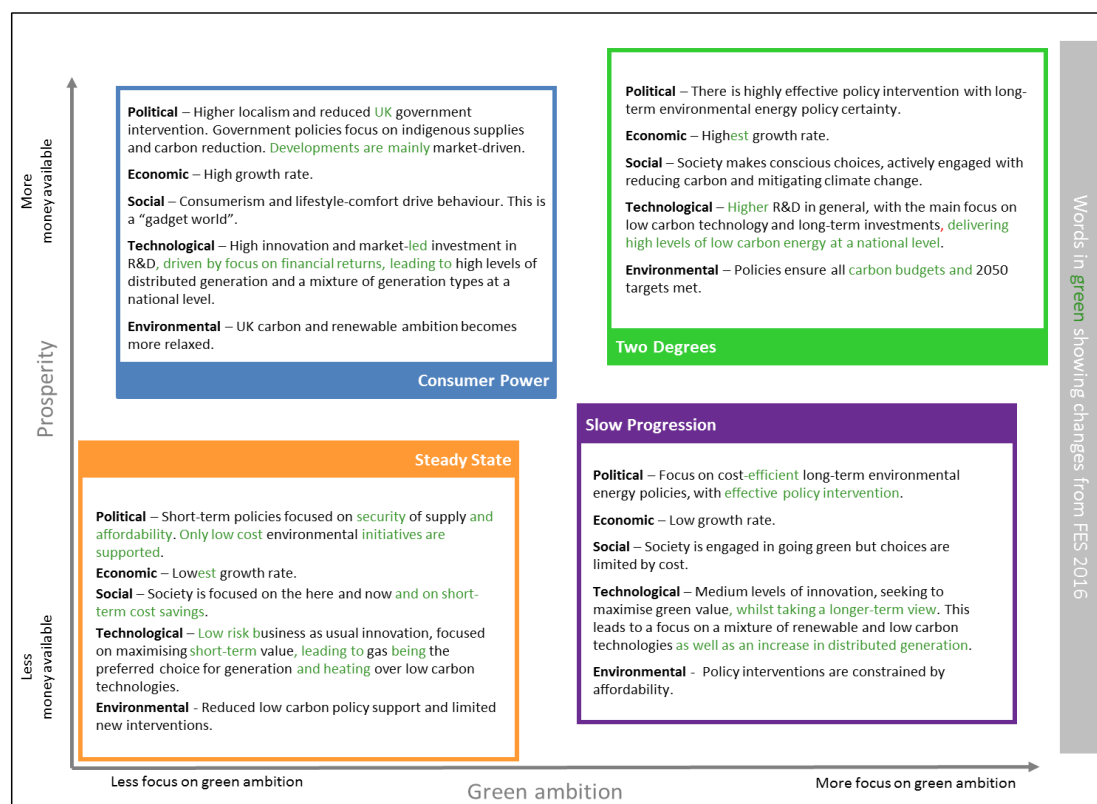 More
money available
Prosperity
Less
money available
Political – Higher localism and reduced UK government
intervention. Government policies focus on indigenous supplies
and carbon reduction. Developments are mainly market-driven.
Economic – High growth rate.
Social – Consumerism and lifestyle-comfort drive behaviour. This is
a “gadget world”.
Technological – High innovation and market-led investment in
R&D, driven by focus on financial returns, leading to high levels of
distributed generation and a mixture of generation types at a
national level.
Environmental – UK carbon and renewable ambition becomes
more relaxed.
Consumer Power
Political – There is highly effective policy intervention with long-
term environmental energy policy certainty.
Economic – Highest growth rate.
Social – Society makes conscious choices, actively engaged with
reducing carbon and mitigating climate change.
Technological – Higher R&D in general, with the main focus on
low carbon technology and long-term investments, delivering
high levels of low carbon energy at a national level.
Environmental – Policies ensure all carbon budgets and 2050
targets met.
Two Degrees
Steady State
Political – Short-term policies focused on security of supply and
affordability. Only low cost environmental initiatives are
supported.
Economic – Lowest growth rate.
Social – Society is focused on the here and now and on short-
term cost savings.
Technological – Low risk business as usual innovation, focused
on maximising short-term value, leading to gas being the
preferred choice for generation and heating over low carbon
technologies.
Environmental - Reduced low carbon policy support and limited
new interventions.
Slow Progression
Political – Focus on cost-efficient long-term environmental
energy policies, with effective policy intervention.
Economic – Low growth rate.
Social – Society is engaged in going green but choices are
limited by cost.
Technological – Medium levels of innovation, seeking to
maximise green value, whilst taking a longer-term view. This
leads to a focus on a mixture of renewable and low carbon
technologies as well as an increase in distributed generation.
Environmental - Policy interventions are constrained by
affordability.
Words in green showing changes from FES 2016
Less focus on green ambition
Green ambition
More focus on green ambition